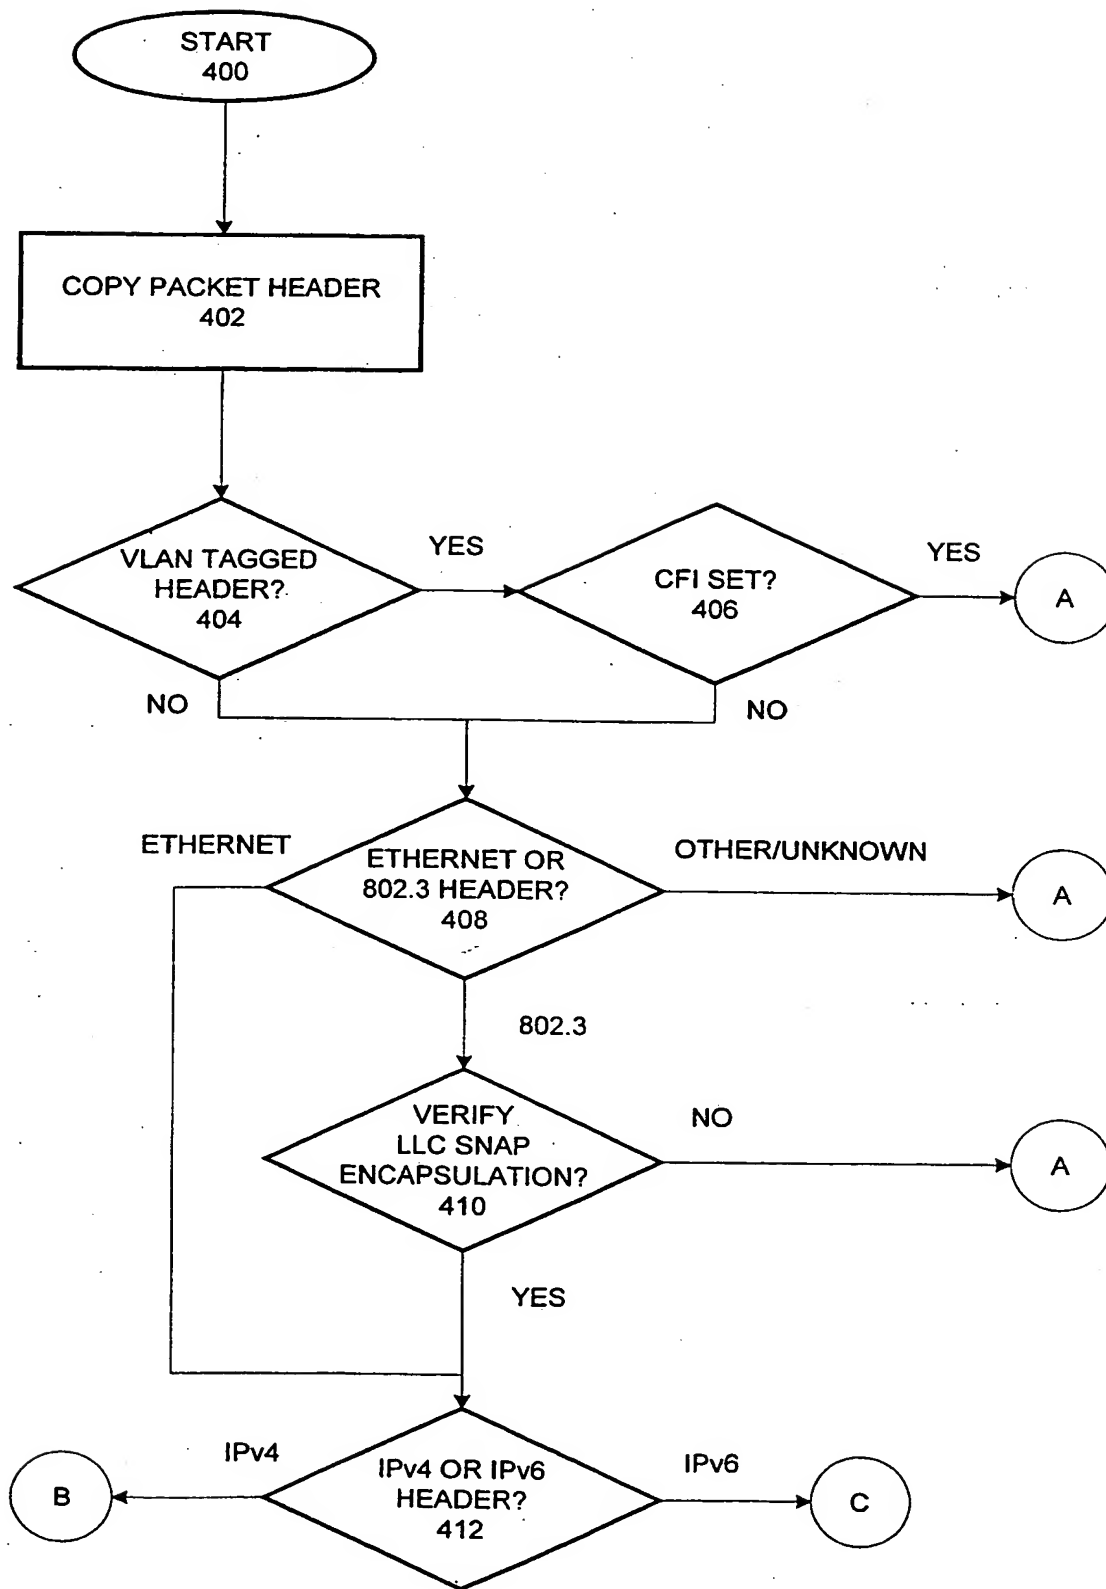 START
400
COPY PACKET HEADER
402
VLAN TAGGED
HEADER?
404
YES
CFI SET?
406
YES
A
NO
NO
ETHERNET
ETHERNET OR
802.3 HEADER?
408
OTHER/UNKNOWN
A
802.3
VERIFY
LLC SNAP
ENCAPSULATION?
410
NO
A
YES
IPv4
IPv4 OR IPv6
HEADER?
412
IPv6
B
C